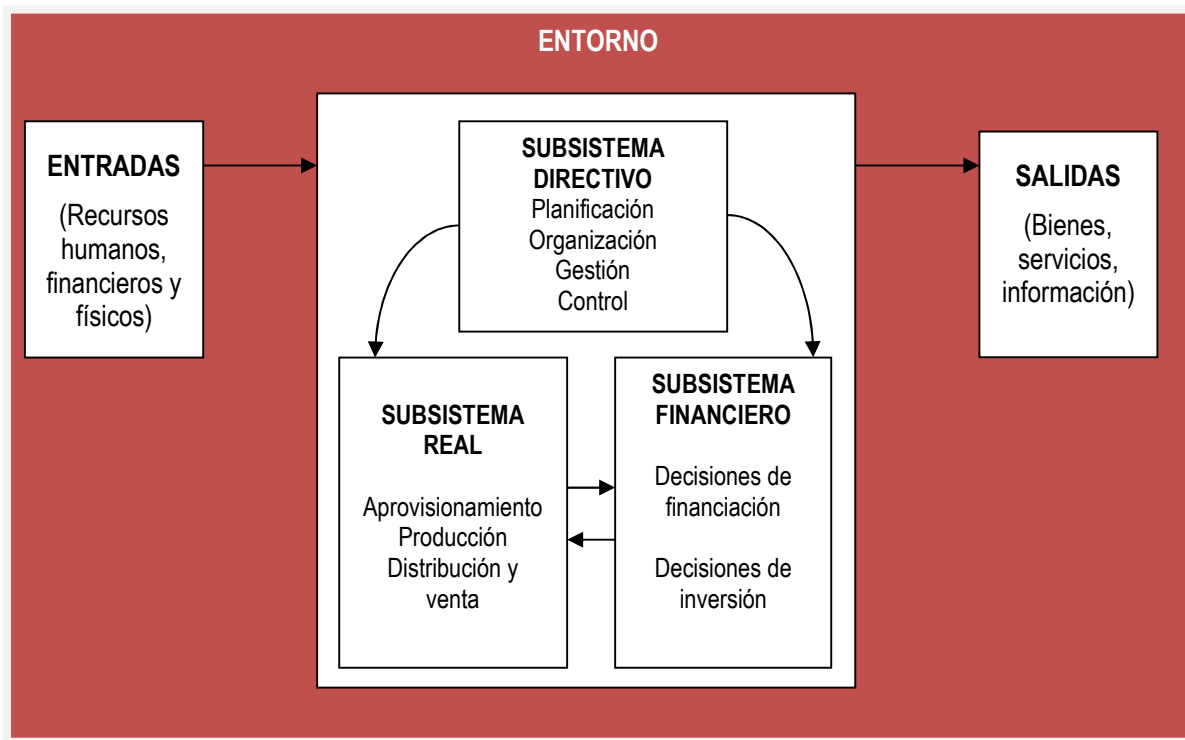 ENTORNO
ENTRADAS
(Recursos
humanos,
financieros y
físicos)
SUBSISTEMA
DIRECTIVO
Planificación
Organización
Gestión
Control
SUBSISTEMA
REAL
Aprovisionamiento
Producción
Distribución y
venta
SUBSISTEMA
FINANCIERO
Decisiones de
financiación
Decisiones de
inversión
SALIDAS
(Bienes,
servicios,
información)